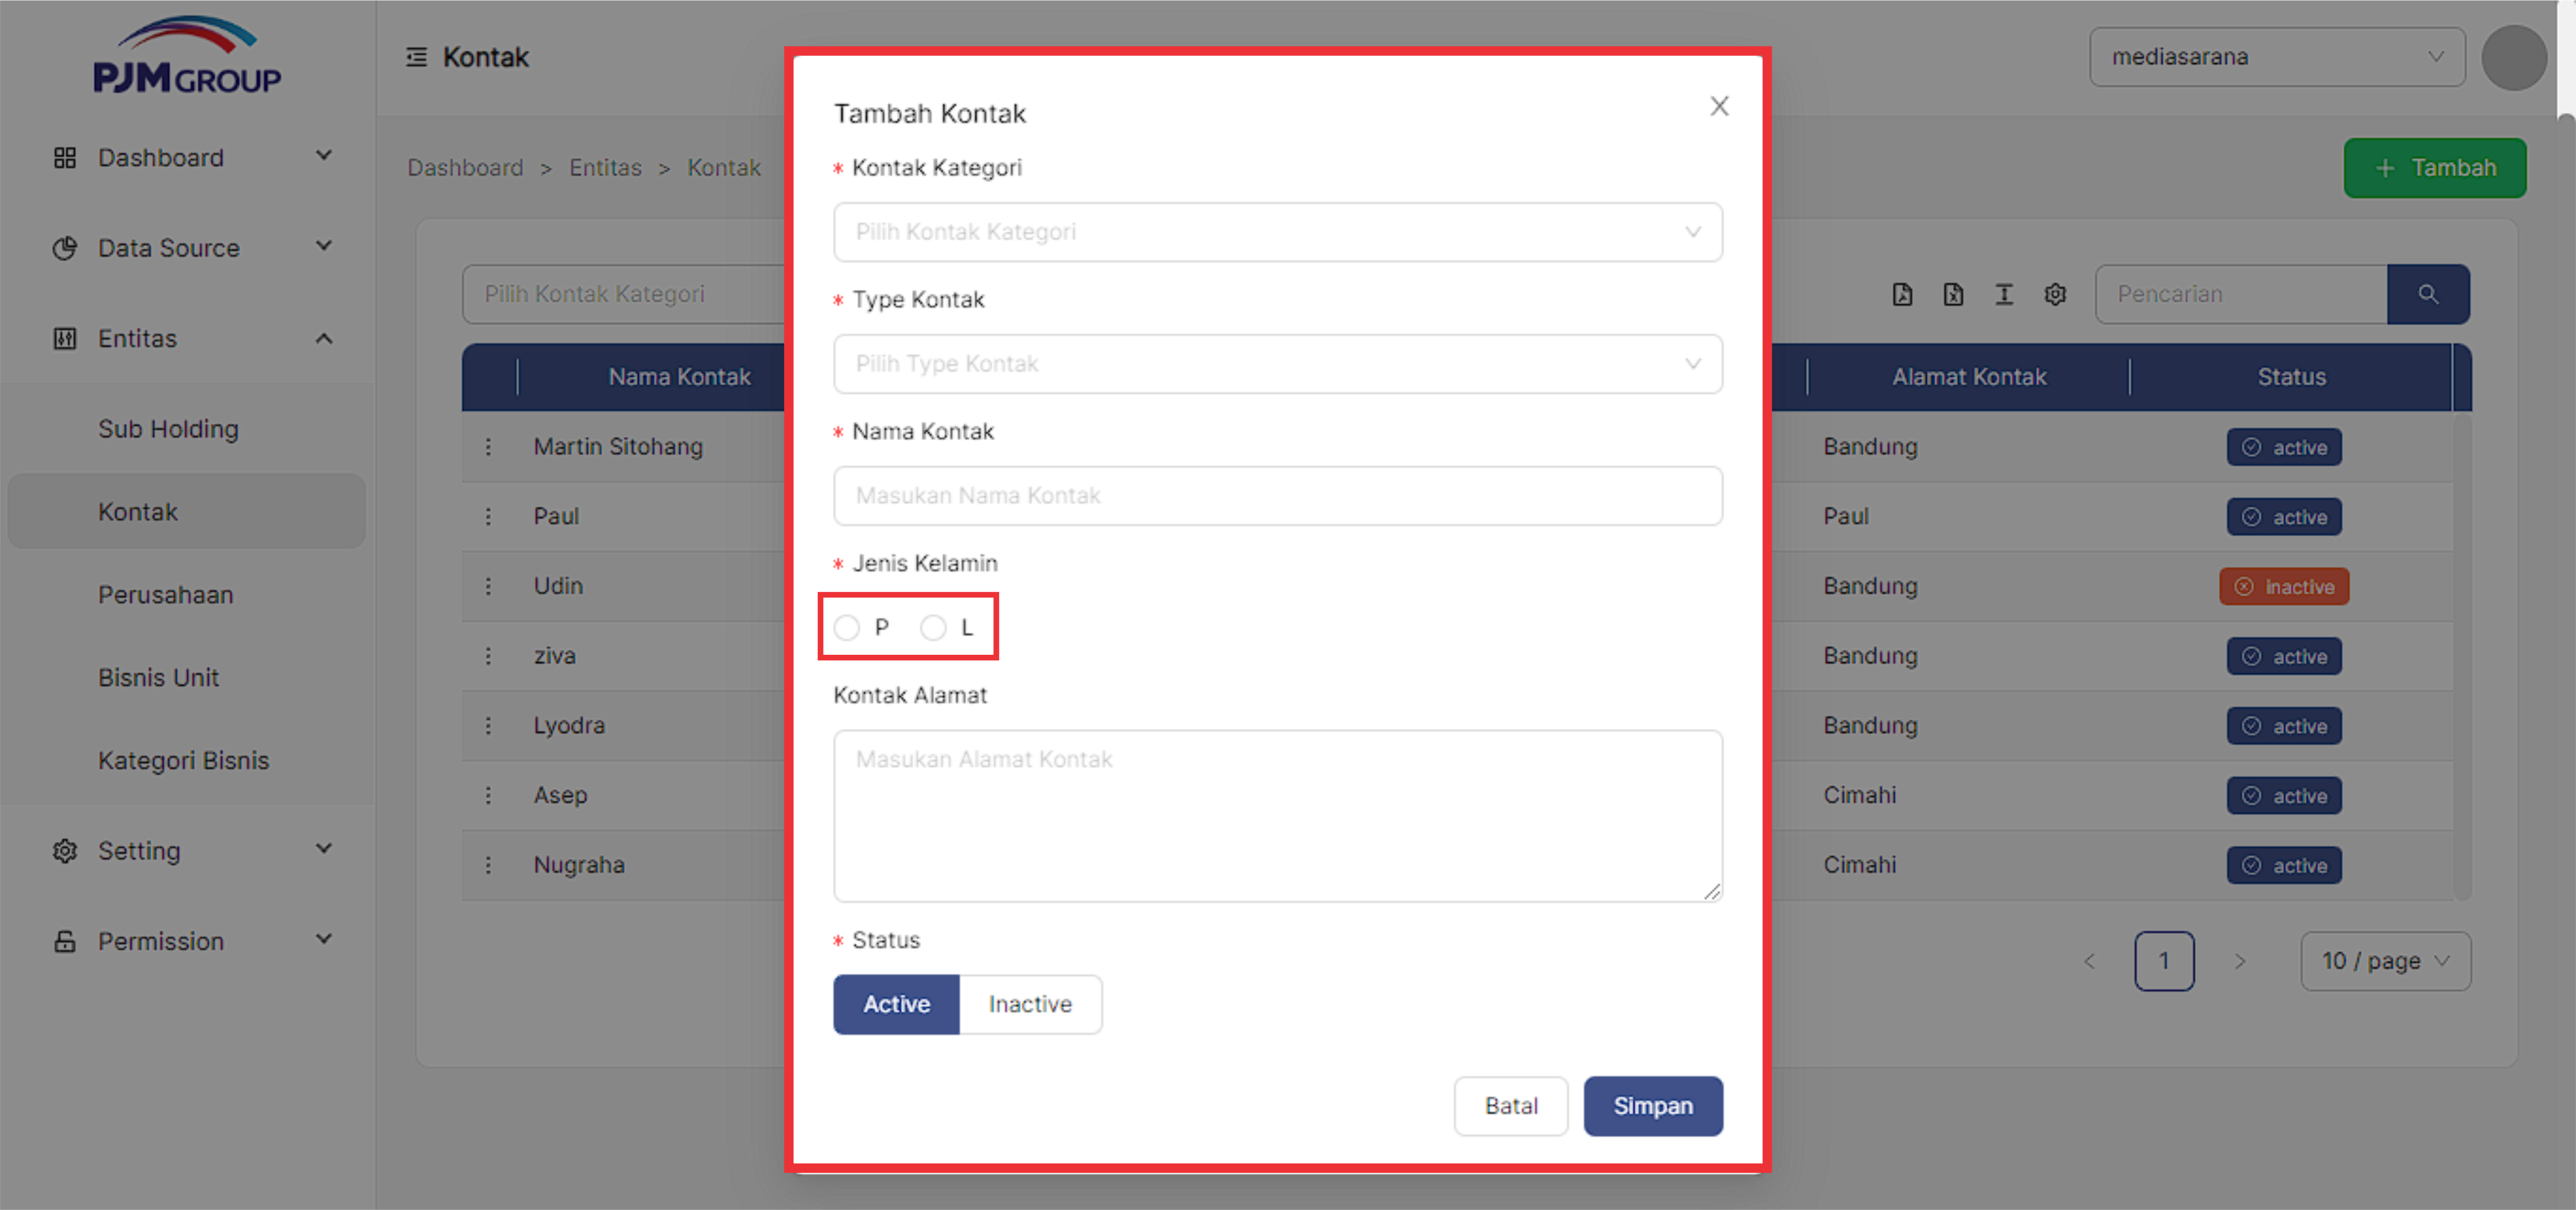 PJM GROUP
Dashboard
Data Source
Entitas
Sub Holding
Kontak
Perusahaan
Bisnis Unit
Kategori Bisnis
Setting
Permission
Kontak
mediasarana
Dashboard > Entitas > Kontak
+ Tambah
Pilih Kontak Kategori
Pencarian
Nama Kontak
Alamat Kontak
Status
Martin Sitohang
Bandung
active
Paul
Paul
active
Udin
Bandung
inactive
ziva
Bandung
active
Lyodra
Bandung
active
Asep
Cimahi
active
Nugraha
Cimahi
active
< 1 >
10 / page
Tambah Kontak
* Kontak Kategori
Pilih Kontak Kategori
* Type Kontak
Pilih Type Kontak
* Nama Kontak
Masukan Nama Kontak
* Jenis Kelamin
P L
Kontak Alamat
Masukan Alamat Kontak
* Status
Active Inactive
Batal Simpan